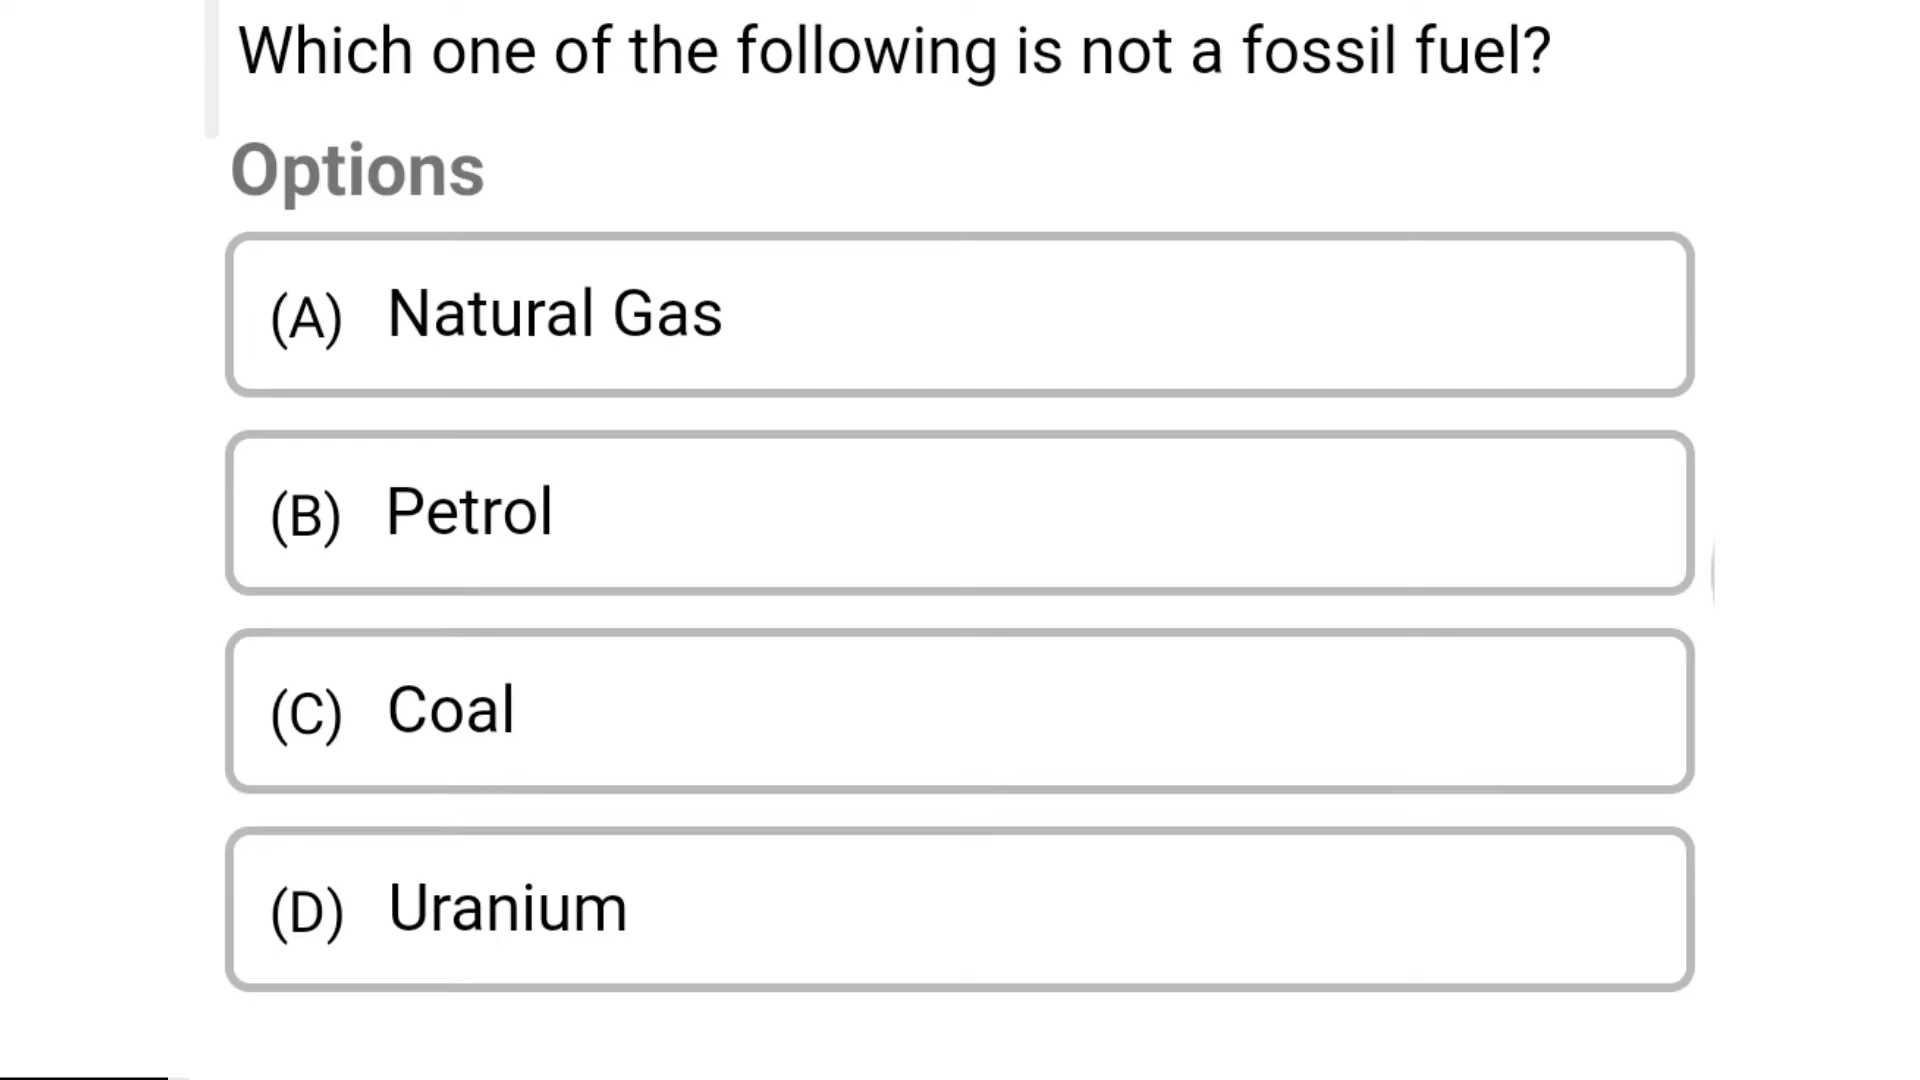 Which one of the following is not a fossil fuel?
Options
(A) Natural Gas
(B) Petrol
(C) Coal
(D) Uranium